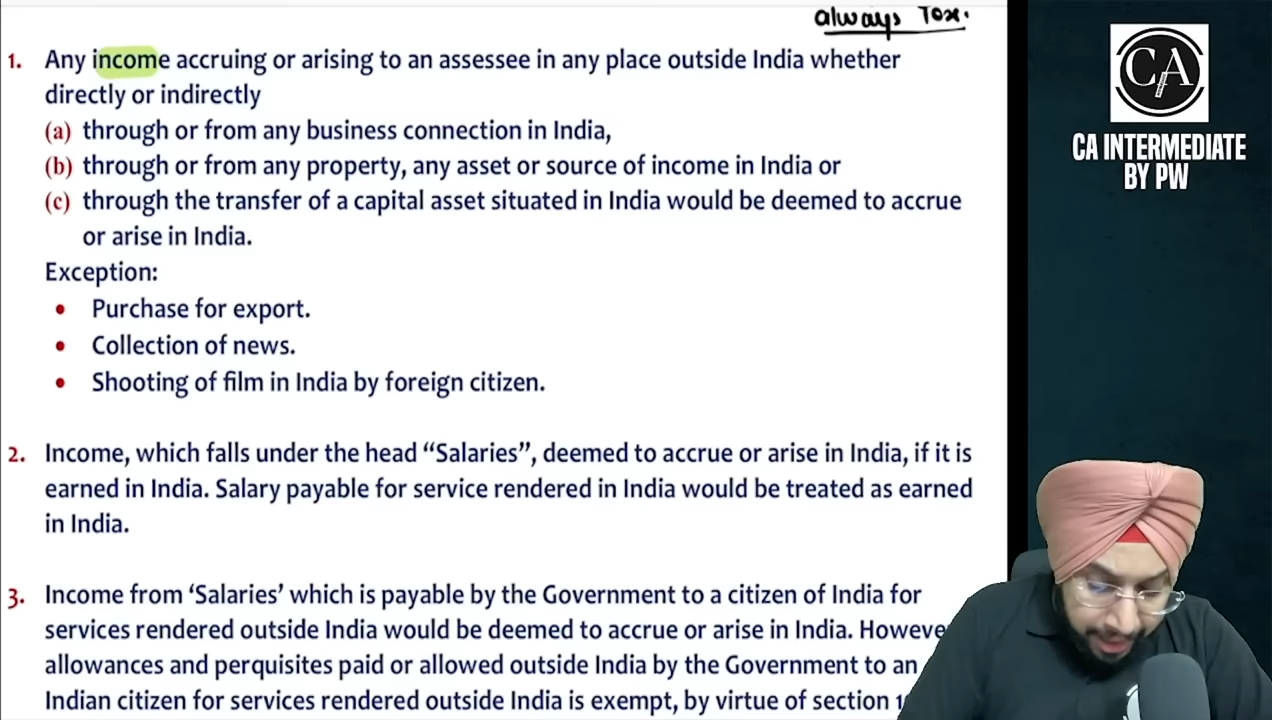 always Tax.
1. Any income accruing or arising to an assessee in any place outside India whether
directly or indirectly
(a) through or from any business connection in India,
(b) through or from any property, any asset or source of income in India or
(c) through the transfer of a capital asset situated in India would be deemed to accrue
or arise in India.
Exception:
• Purchase for export.
• Collection of news.
• Shooting of film in India by foreign citizen.
2. Income, which falls under the head “Salaries”, deemed to accrue or arise in India, if it is
earned in India. Salary payable for service rendered in India would be treated as earned
in India.
3. Income from ‘Salaries’ which is payable by the Government to a citizen of India for
services rendered outside India would be deemed to accrue or arise in India.
allowances and perquisites paid or allowed outside India by the Government to an
Indian citizen for services rendered outside India is exempt, by virtue of section
CA
CA INTERMEDIATE
BY PW